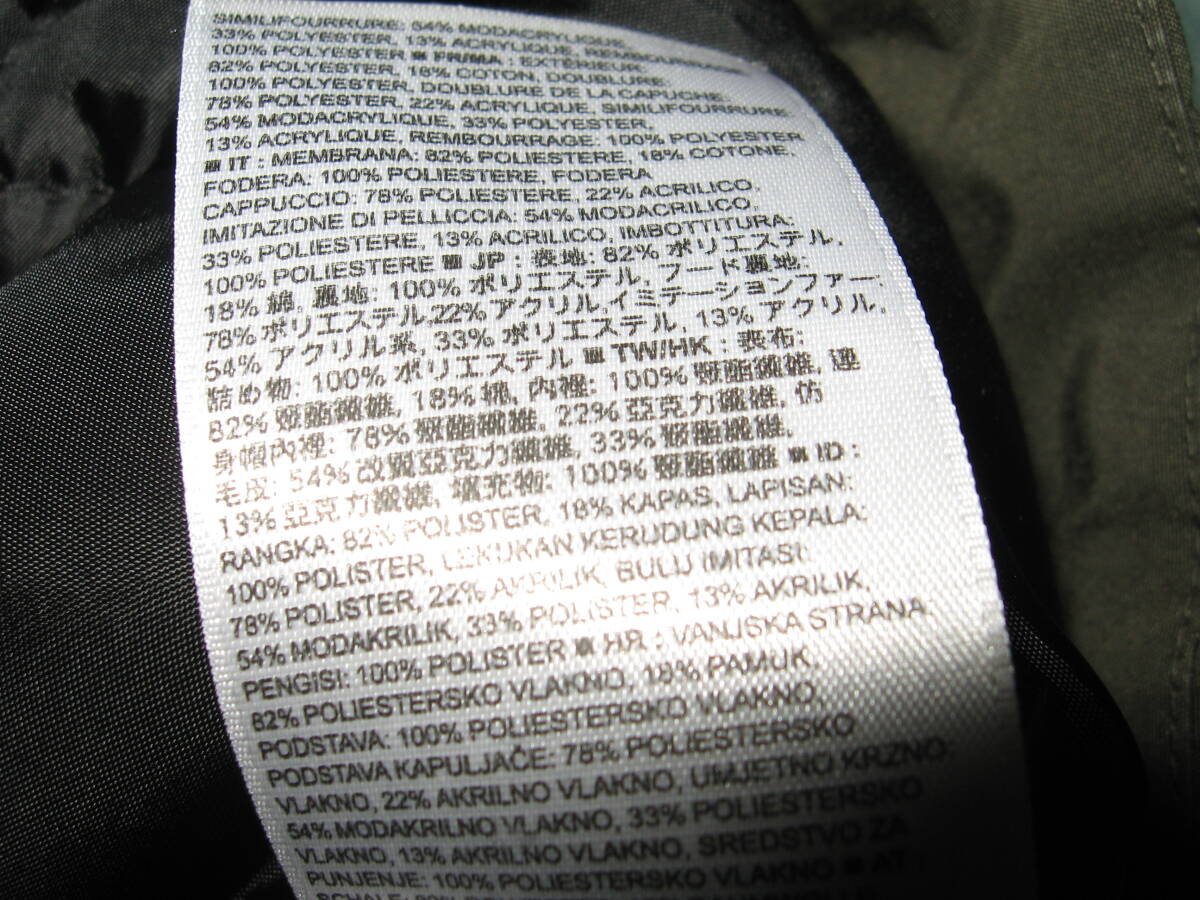 SIMILIFOURRURE: 54% MODACRYLIQUE,
33% POLYESTER, 13% ACRYLIQUE, REMBOURRAGE:
100% POLYESTER ■ PR/MA : EXTÉRIEUR:
82% POLYESTER, 18% COTON, DOUBLURE:
100% POLYESTER, DOUBLURE DE LA CAPUCHE:
78% POLYESTER, 22% ACRYLIQUE, SIMILIFOURRURE:
54% MODACRYLIQUE, 33% POLYESTER,
13% ACRYLIQUE, REMBOURRAGE: 100% POLYESTER
■ IT : MEMBRANA: 82% POLIESTERE, 18% COTONE,
FODERA: 100% POLIESTERE, FODERA
CAPPUCCIO: 78% POLIESTERE, 22% ACRILICO,
IMITAZIONE DI PELLICCIA: 54% MODACRILICO,
33% POLIESTERE, 13% ACRILICO, IMBOTTITURA:
100% POLIESTERE ■ JP : 表地: 82% ポリエステル,
18% 綿, 裏地: 100% ポリエステル, フード裏地:
78% ポリエステル,22% アクリル,イミテーションファー:
54% アクリル系, 33% ポリエステル, 13% アクリル,
詰め物: 100% ポリエステル ■ TW/HK : 表布:
82% 聚酯纖維, 18% 棉, 內裡: 100% 聚酯纖維, 連
身帽內裡: 78% 聚酯纖維, 22% 亞克力纖維, 仿
毛皮: 54% 改質亞克力纖維, 33% 聚酯纖維,
13% 亞克力纖維, 填充物: 100% 聚酯纖維 ■ ID :
RANGKA: 82% POLISTER, 18% KAPAS, LAPISAN:
100% POLISTER, LEKUKAN KERUDUNG KEPALA:
78% POLISTER, 22% AKRILIK, BULU IMITASI:
54% MODAKRILIK, 33% POLISTER, 13% AKRILIK,
PENGISI: 100% POLISTER ■ HR : VANJSKA STRANA:
82% POLIESTERSKO VLAKNO, 18% PAMUK,
PODSTAVA: 100% POLIESTERSKO VLAKNO,
PODSTAVA KAPULJAČE: 78% POLIESTERSKO
VLAKNO, 22% AKRILNO VLAKNO, UMJETNO KRZNO:
54% MODAKRILNO VLAKNO, 33% POLIESTERSKO
VLAKNO, 13% AKRILNO VLAKNO, SREDSTVO ZA
PUNJENJE: 100% POLIESTERSKO VLAKNO ■ AT :